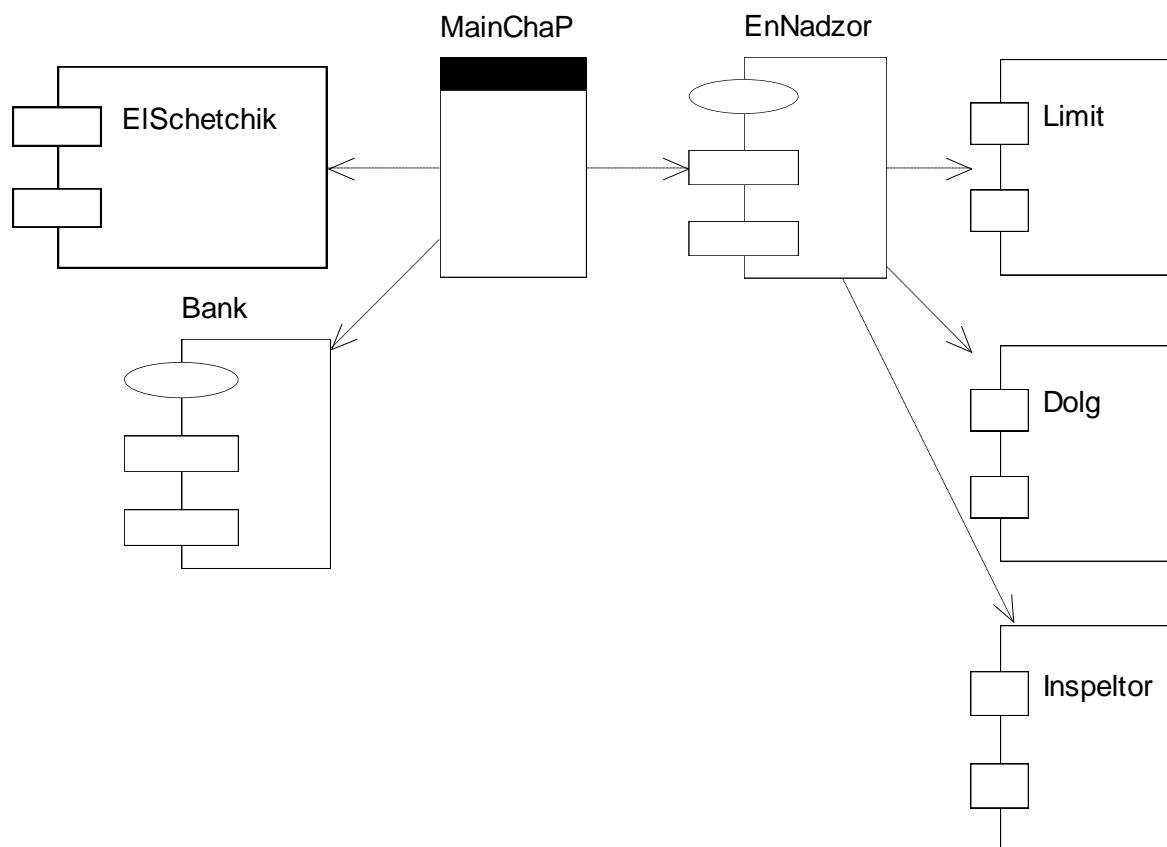 MainChaP
EnNadzor
ElSchetchik
Limit
Bank
Dolg
Inspeltor